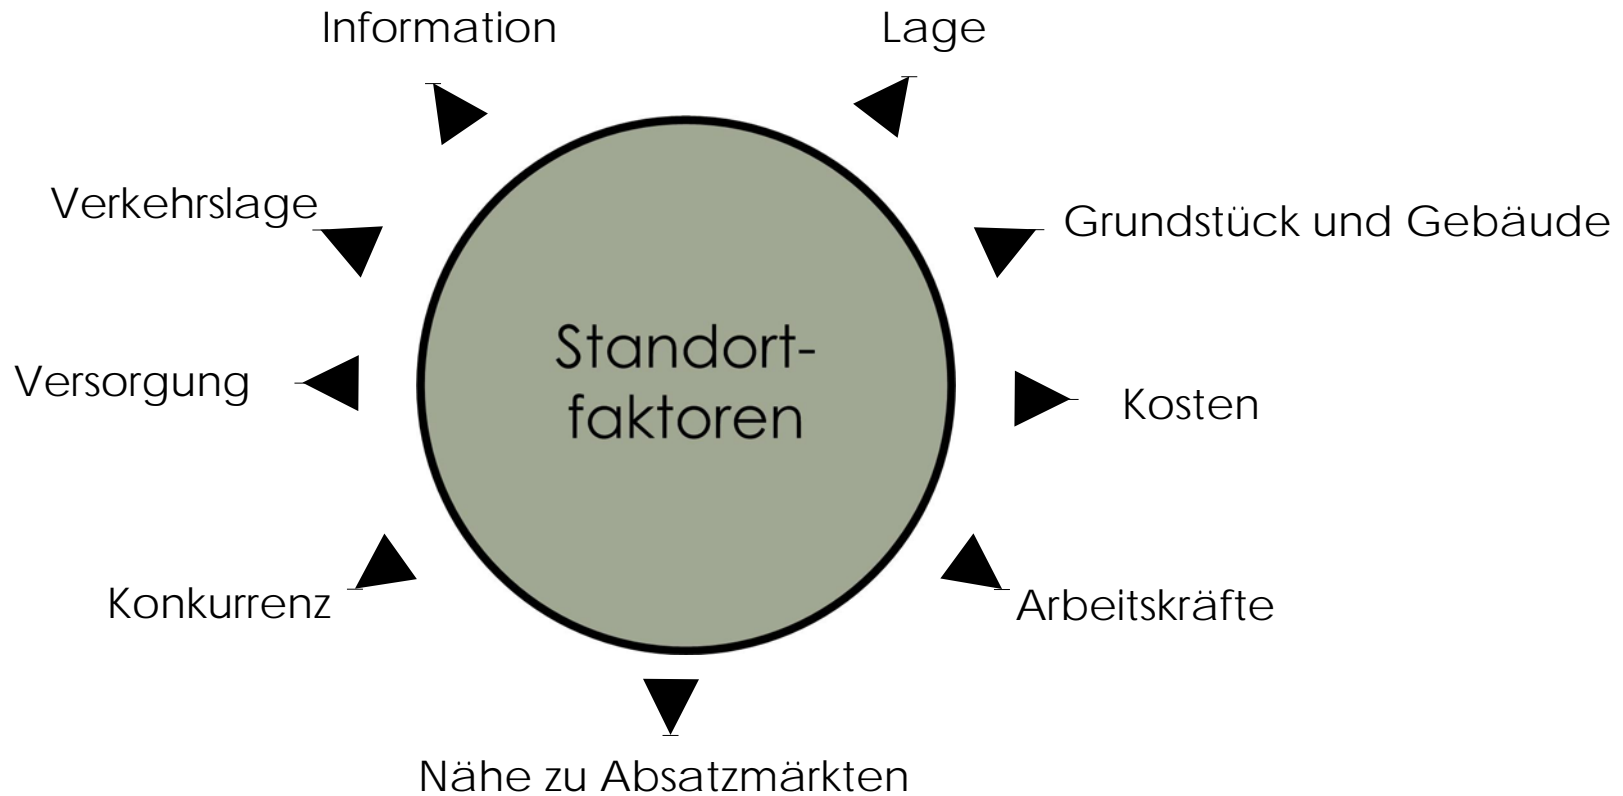 Information
Lage
Verkehrslage
Grundstück und Gebäude
Standort-
faktoren
Versorgung
Kosten
Konkurrenz
Arbeitskräfte
Nähe zu Absatzmärkten